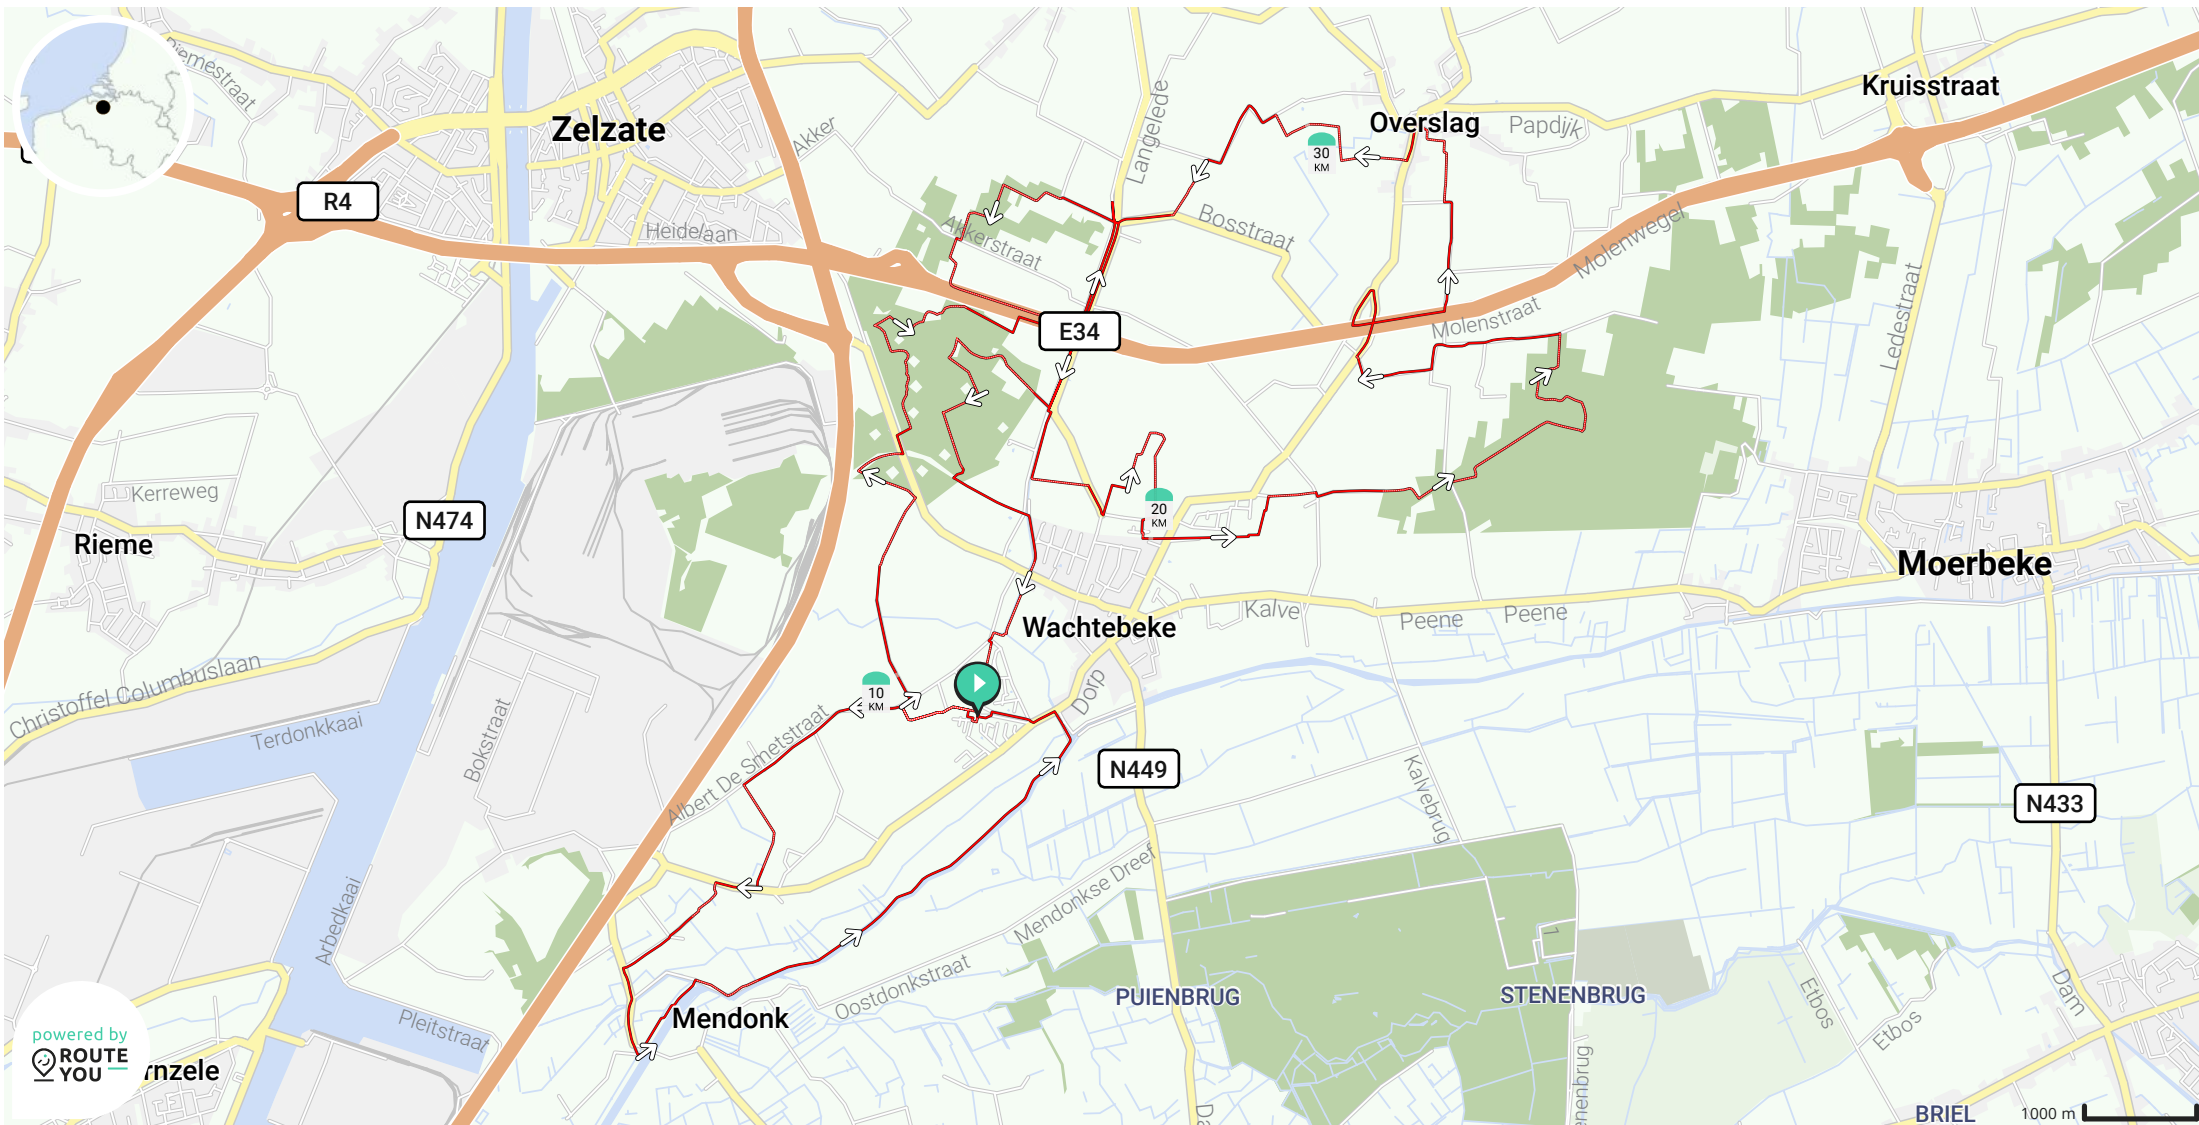 Riemestraat
R4
Zelzate
Heidelaan
Akker
Langelede
Akkerstraat
Bosstraat
Overslag
Papdijk
Kruisstraat
Molenwegel
Molenstraat
Ledestraat
E34
30
KM
20
KM
10
KM
Kerreweg
N474
Rieme
Christoffel Columbuslaan
Terdonkkaai
Bokstraat
Albert De Smetstraat
Wachtebeke
Dorp
Kalve
Peene
Peene
Moerbeke
N449
Kalvebrug
N433
Arbedkaai
Pleitstraat
Mendonk
Oostdonkstraat
Mendonkse Dreef
PUIENBRUG
STENENBRUG
Etbos
Etbos
Dam
BRIEL
1000 m
powered by
ROUTE
YOU